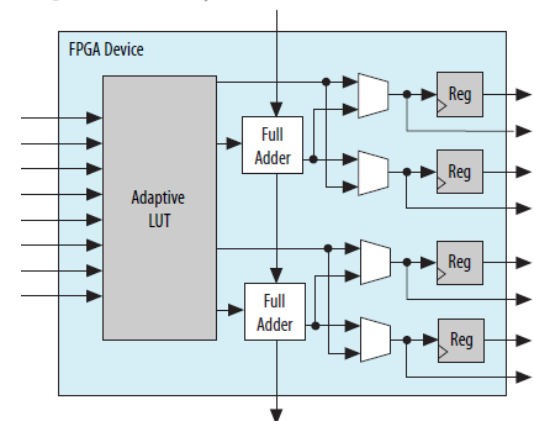 FPGA Device
Reg
Full
Adder
Adaptive
LUT
Reg
Reg
Full
Adder
Reg